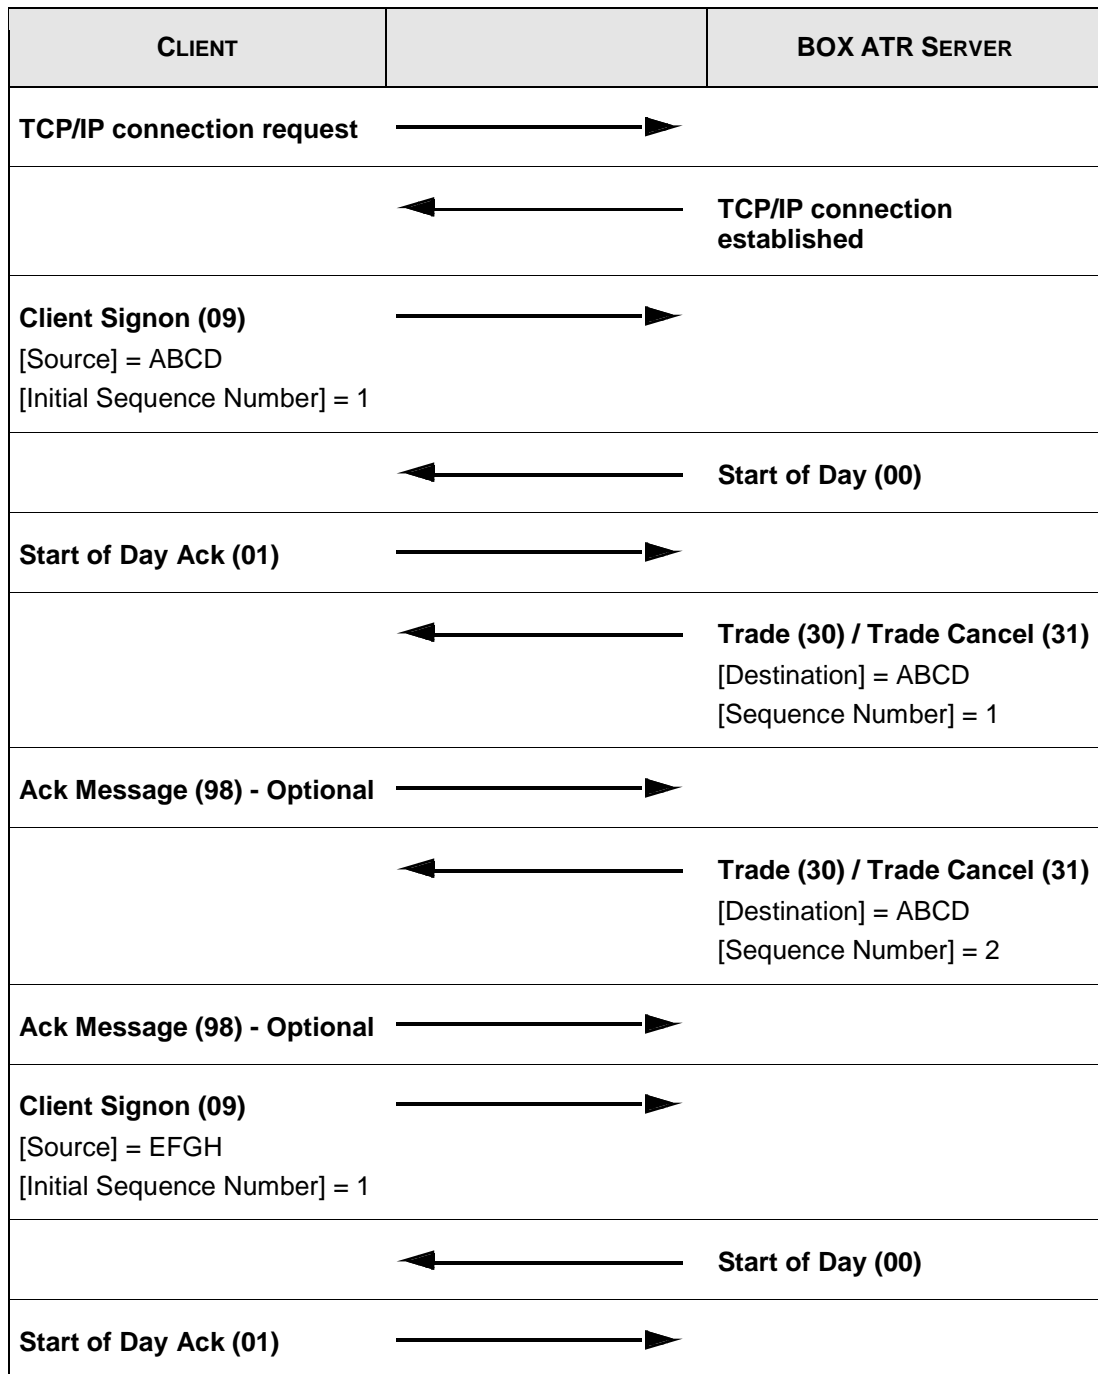 CLIENT
BOX ATR SERVER
TCP/IP connection request
TCP/IP connection
established
Client Signon (09)
[Source] = ABCD
[Initial Sequence Number] = 1
Start of Day (00)
Start of Day Ack (01)
Trade (30) / Trade Cancel (31)
[Destination] = ABCD
[Sequence Number] = 1
Ack Message (98) - Optional
Trade (30) / Trade Cancel (31)
[Destination] = ABCD
[Sequence Number] = 2
Ack Message (98) - Optional
Client Signon (09)
[Source] = EFGH
[Initial Sequence Number] = 1
Start of Day (00)
Start of Day Ack (01)